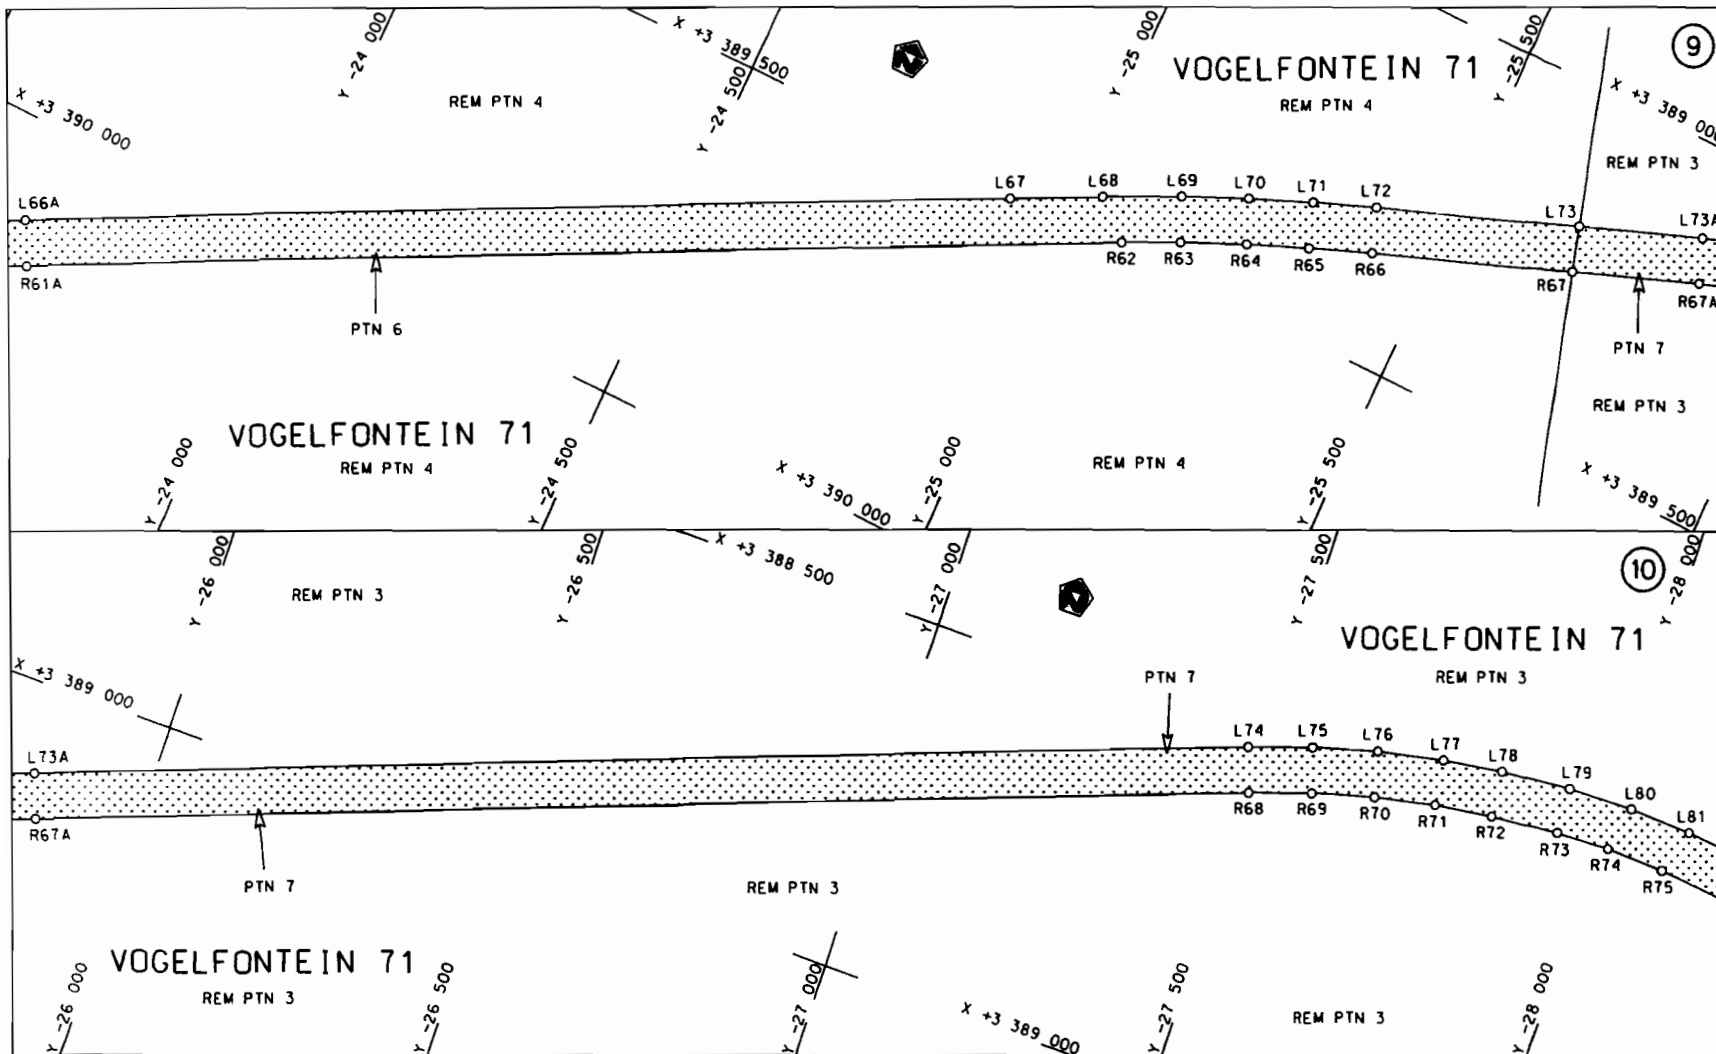 Y -24 000
X +3 389 500
Y -24 500
Y -25 000
Y -25 500
9
VOGELFONTEIN 71
REM PTN 4
REM PTN 4
X +3 390 000
X +3 389 000
REM PTN 3
L66A
L67
L68
L69
L70
L71
L72
L73
L73A
R61A
R62
R63
R64
R65
R66
R67
R67A
PTN 6
PTN 7
REM PTN 3
VOGELFONTEIN 71
REM PTN 4
REM PTN 4
Y -24 000
Y -24 500
X +3 390 000
Y -25 000
Y -25 500
X +3 389 500
Y -26 000
Y -26 500
X +3 388 500
Y -27 000
Y -27 500
10
Y -28 000
REM PTN 3
VOGELFONTEIN 71
REM PTN 3
X +3 389 000
PTN 7
L73A
L74
L75
L76
L77
L78
L79
L80
L81
R67A
R68
R69
R70
R71
R72
R73
R74
R75
PTN 7
REM PTN 3
VOGELFONTEIN 71
REM PTN 3
Y -26 000
Y -26 500
Y -27 000
X +3 389 000
Y -27 500
REM PTN 3
Y -28 000